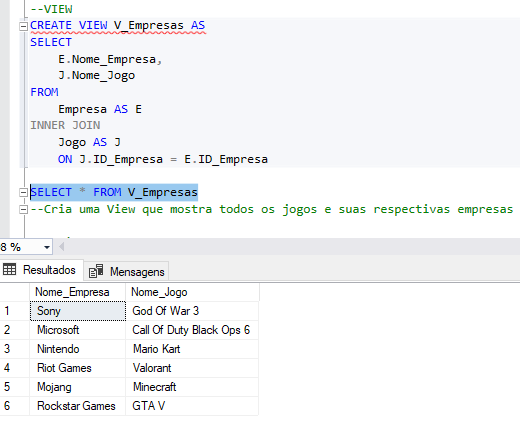 --VIEW
CREATE VIEW V_Empresas AS
SELECT
E.Nome_Empresa,
J.Nome_Jogo
FROM
Empresa AS E
INNER JOIN
Jogo AS J
ON J.ID_Empresa = E.ID_Empresa
SELECT * FROM V_Empresas
--Cria uma View que mostra todos os jogos e suas respectivas empresas
8 %
Resultados Mensagens
Nome_Empresa Nome_Jogo
1 Sony God Of War 3
2 Microsoft Call Of Duty Black Ops 6
3 Nintendo Mario Kart
4 Riot Games Valorant
5 Mojang Minecraft
6 Rockstar Games GTA V